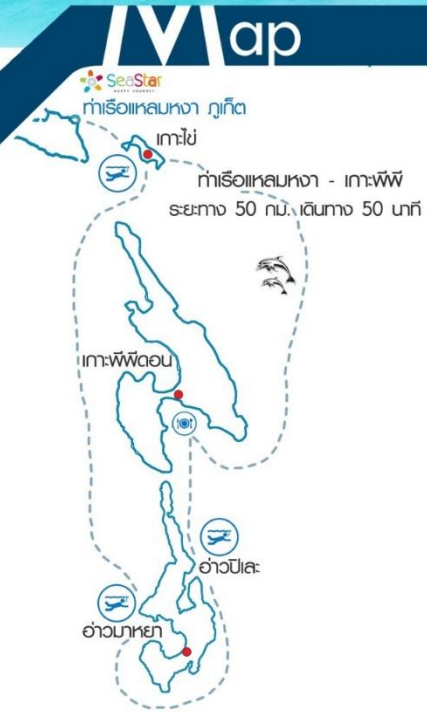 Map
SeaStar
HAPPY JOURNEY
ท่าเรือแหลมหงา ภูเก็ต
เกาะไข่
ท่าเรือแหลมหงา - เกาะพีพี
ระยะทาง 50 กม. เดินทาง 50 นาที
เกาะพีพีดอน
อ่าวปิเละ
อ่าวมาหยา